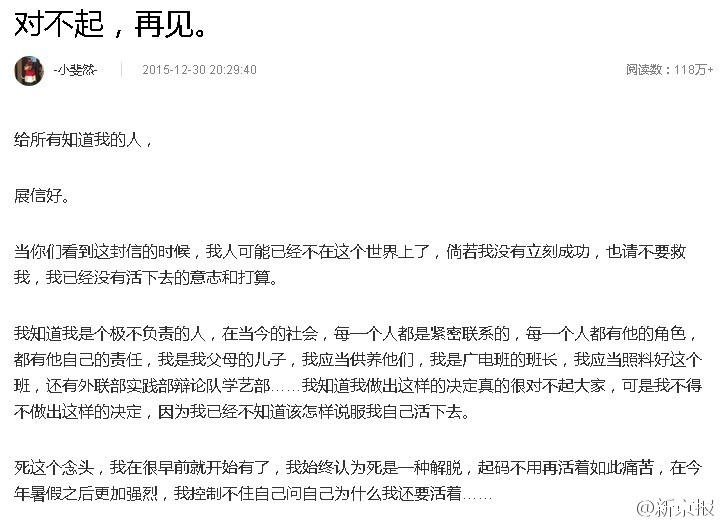 对不起，再见。
-小斐然- 2015-12-30 20:29:40 阅读数：118万+
给所有知道我的人，
展信好。
当你们看到这封信的时候，我人可能已经不在这个世界上了，倘若我没有立刻成功，也请不要救
我，我已经没有活下去的意志和打算。
我知道我是个极不负责的人，在当今的社会，每一个人都是紧密联系的，每一个人都有他的角色，
都有他自己的责任，我是我父母的儿子，我应当供养他们，我是广电班的班长，我应当照料好这个
班，还有外联部实践部辩论队学艺部……我知道我做出这样的决定真的很对不起大家，可是我不得
不做出这样的决定，因为我已经不知道该怎样说服我自己活下去。
死这个念头，我在很早前就开始有了，我始终认为死是一种解脱，起码不用再活着如此痛苦，在今
年暑假之后更加强烈，我控制不住自己问自己为什么我还要活着……
@新京报